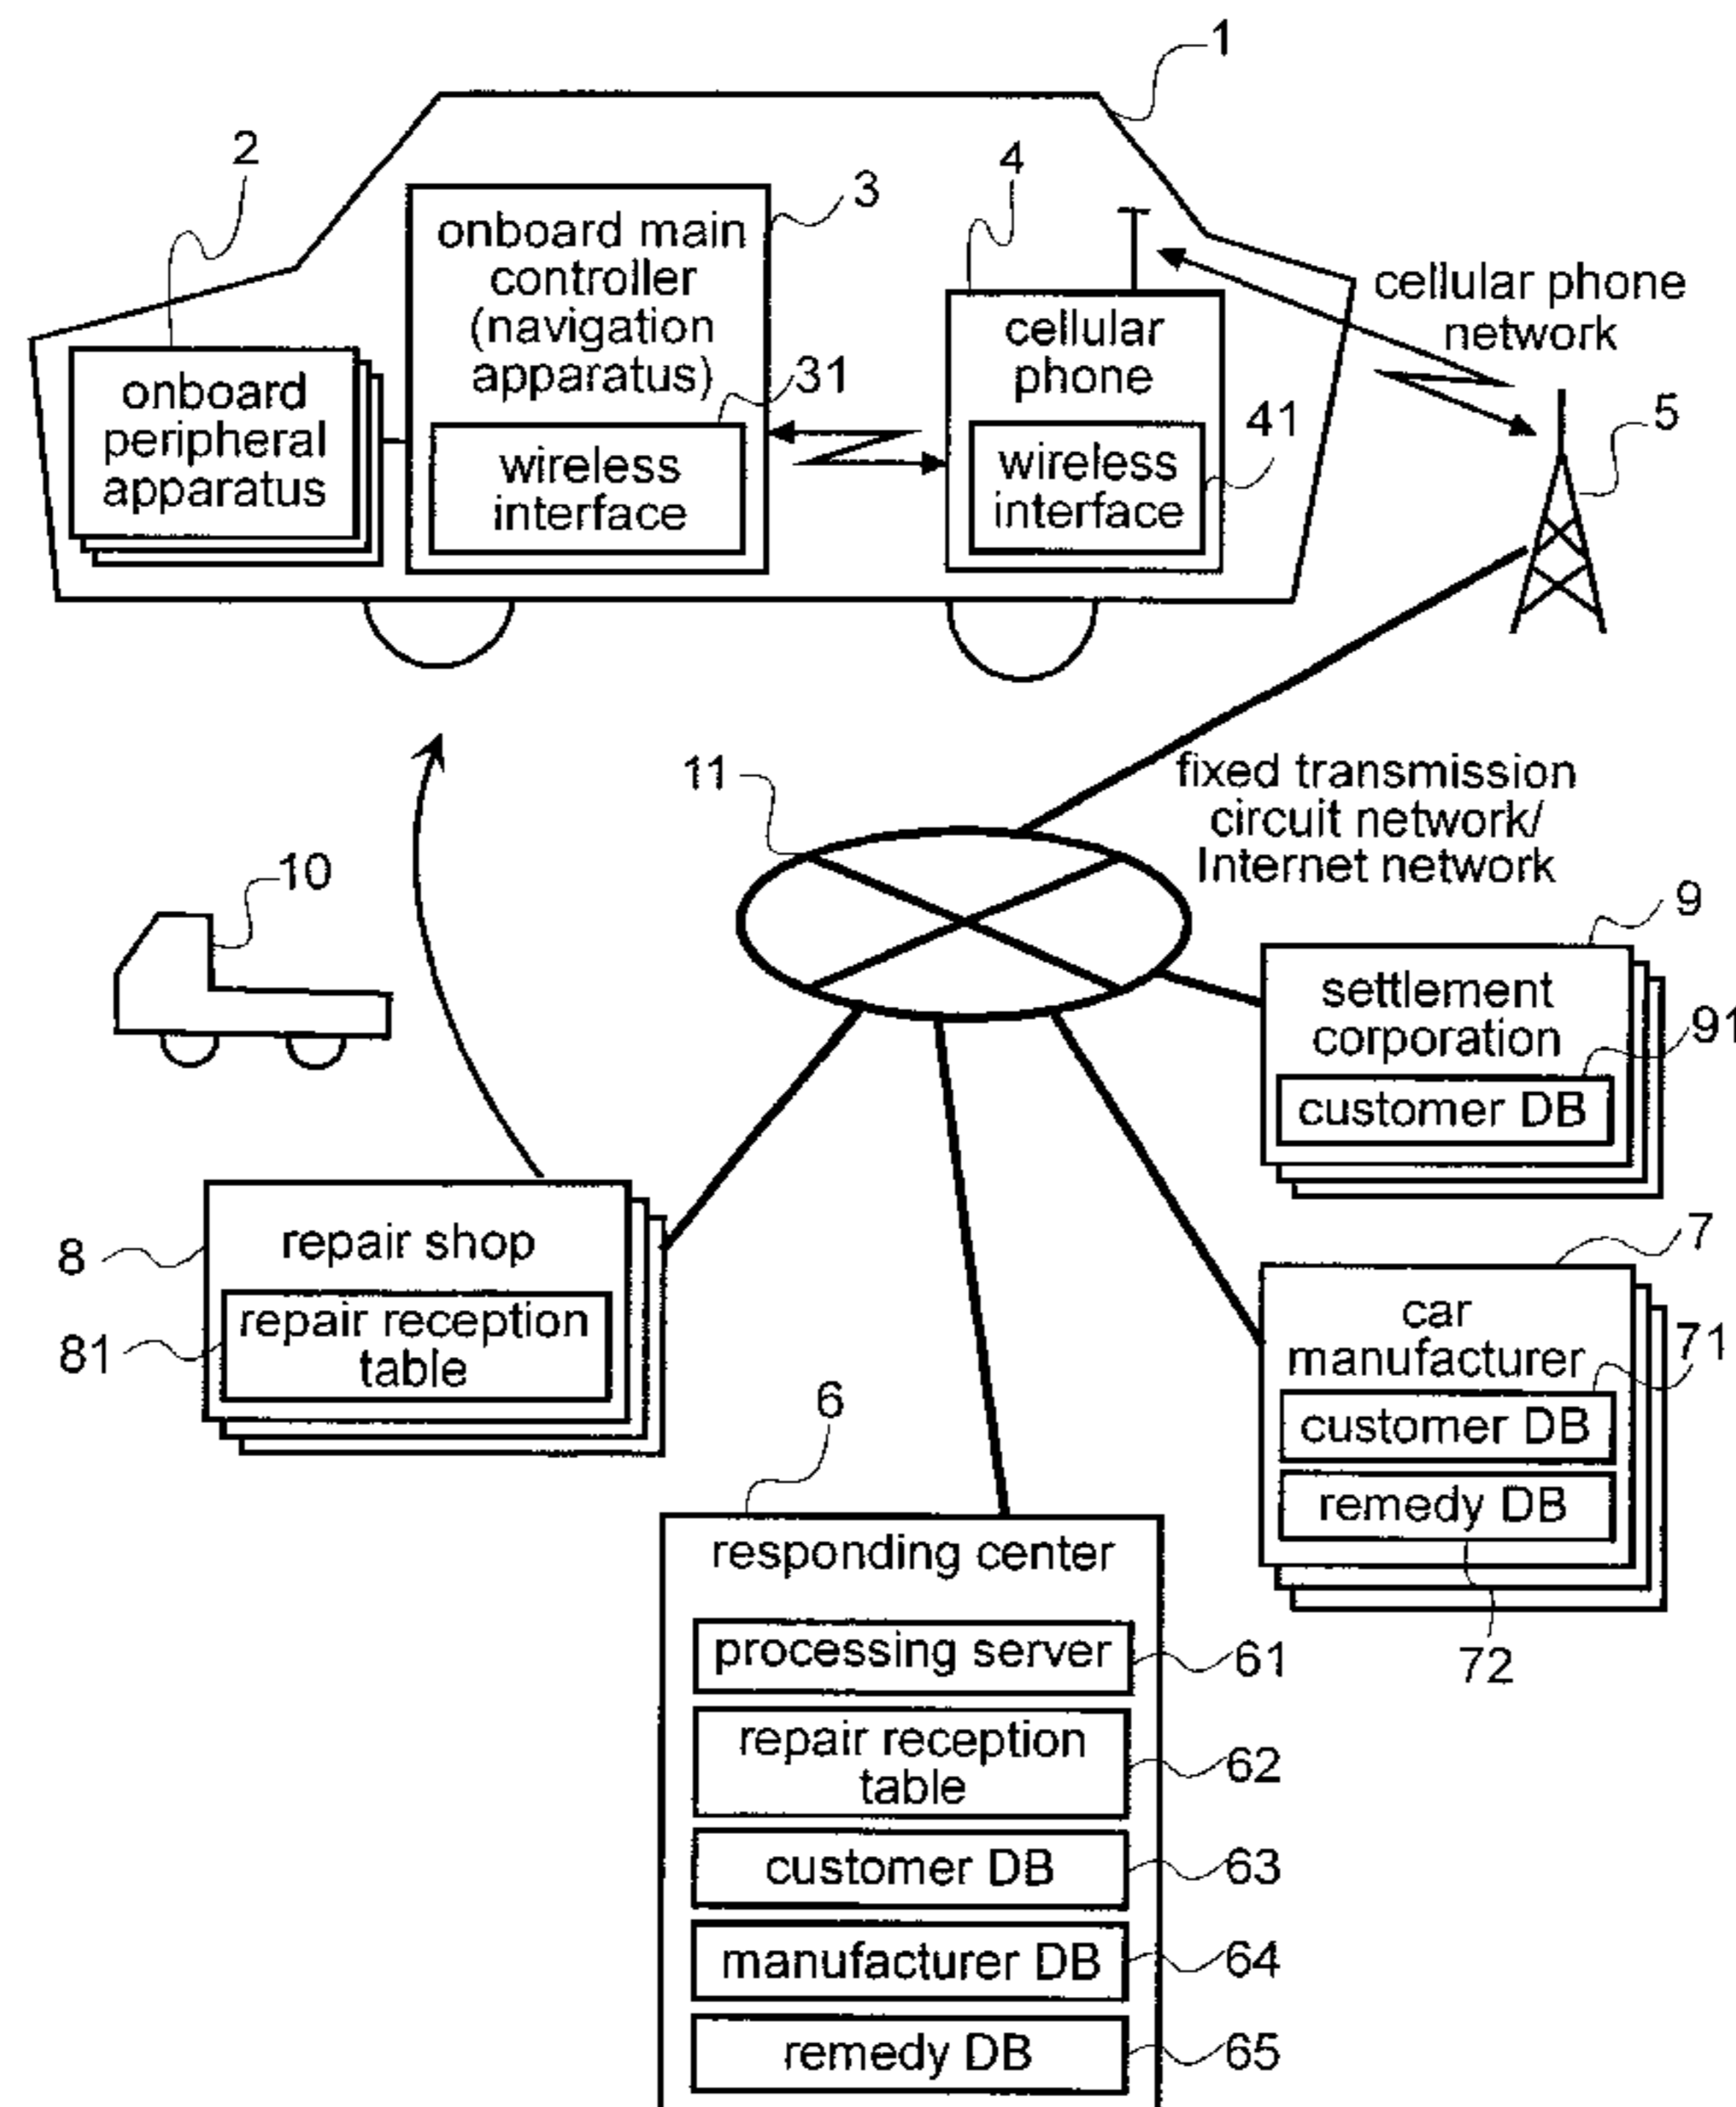 1
2
3
4
onboard main
controller
(navigation
apparatus)
31
wireless
interface
onboard
peripheral
apparatus
cellular
phone
41
wireless
interface
cellular phone
network
5
11
fixed transmission
circuit network/
Internet network
10
9
settlement
corporation
91
customer DB
8
repair shop
81
repair reception
table
7
car
manufacturer
71
customer DB
remedy DB
72
6
responding center
processing server
61
repair reception
table
62
customer DB
63
manufacturer DB
64
remedy DB
65